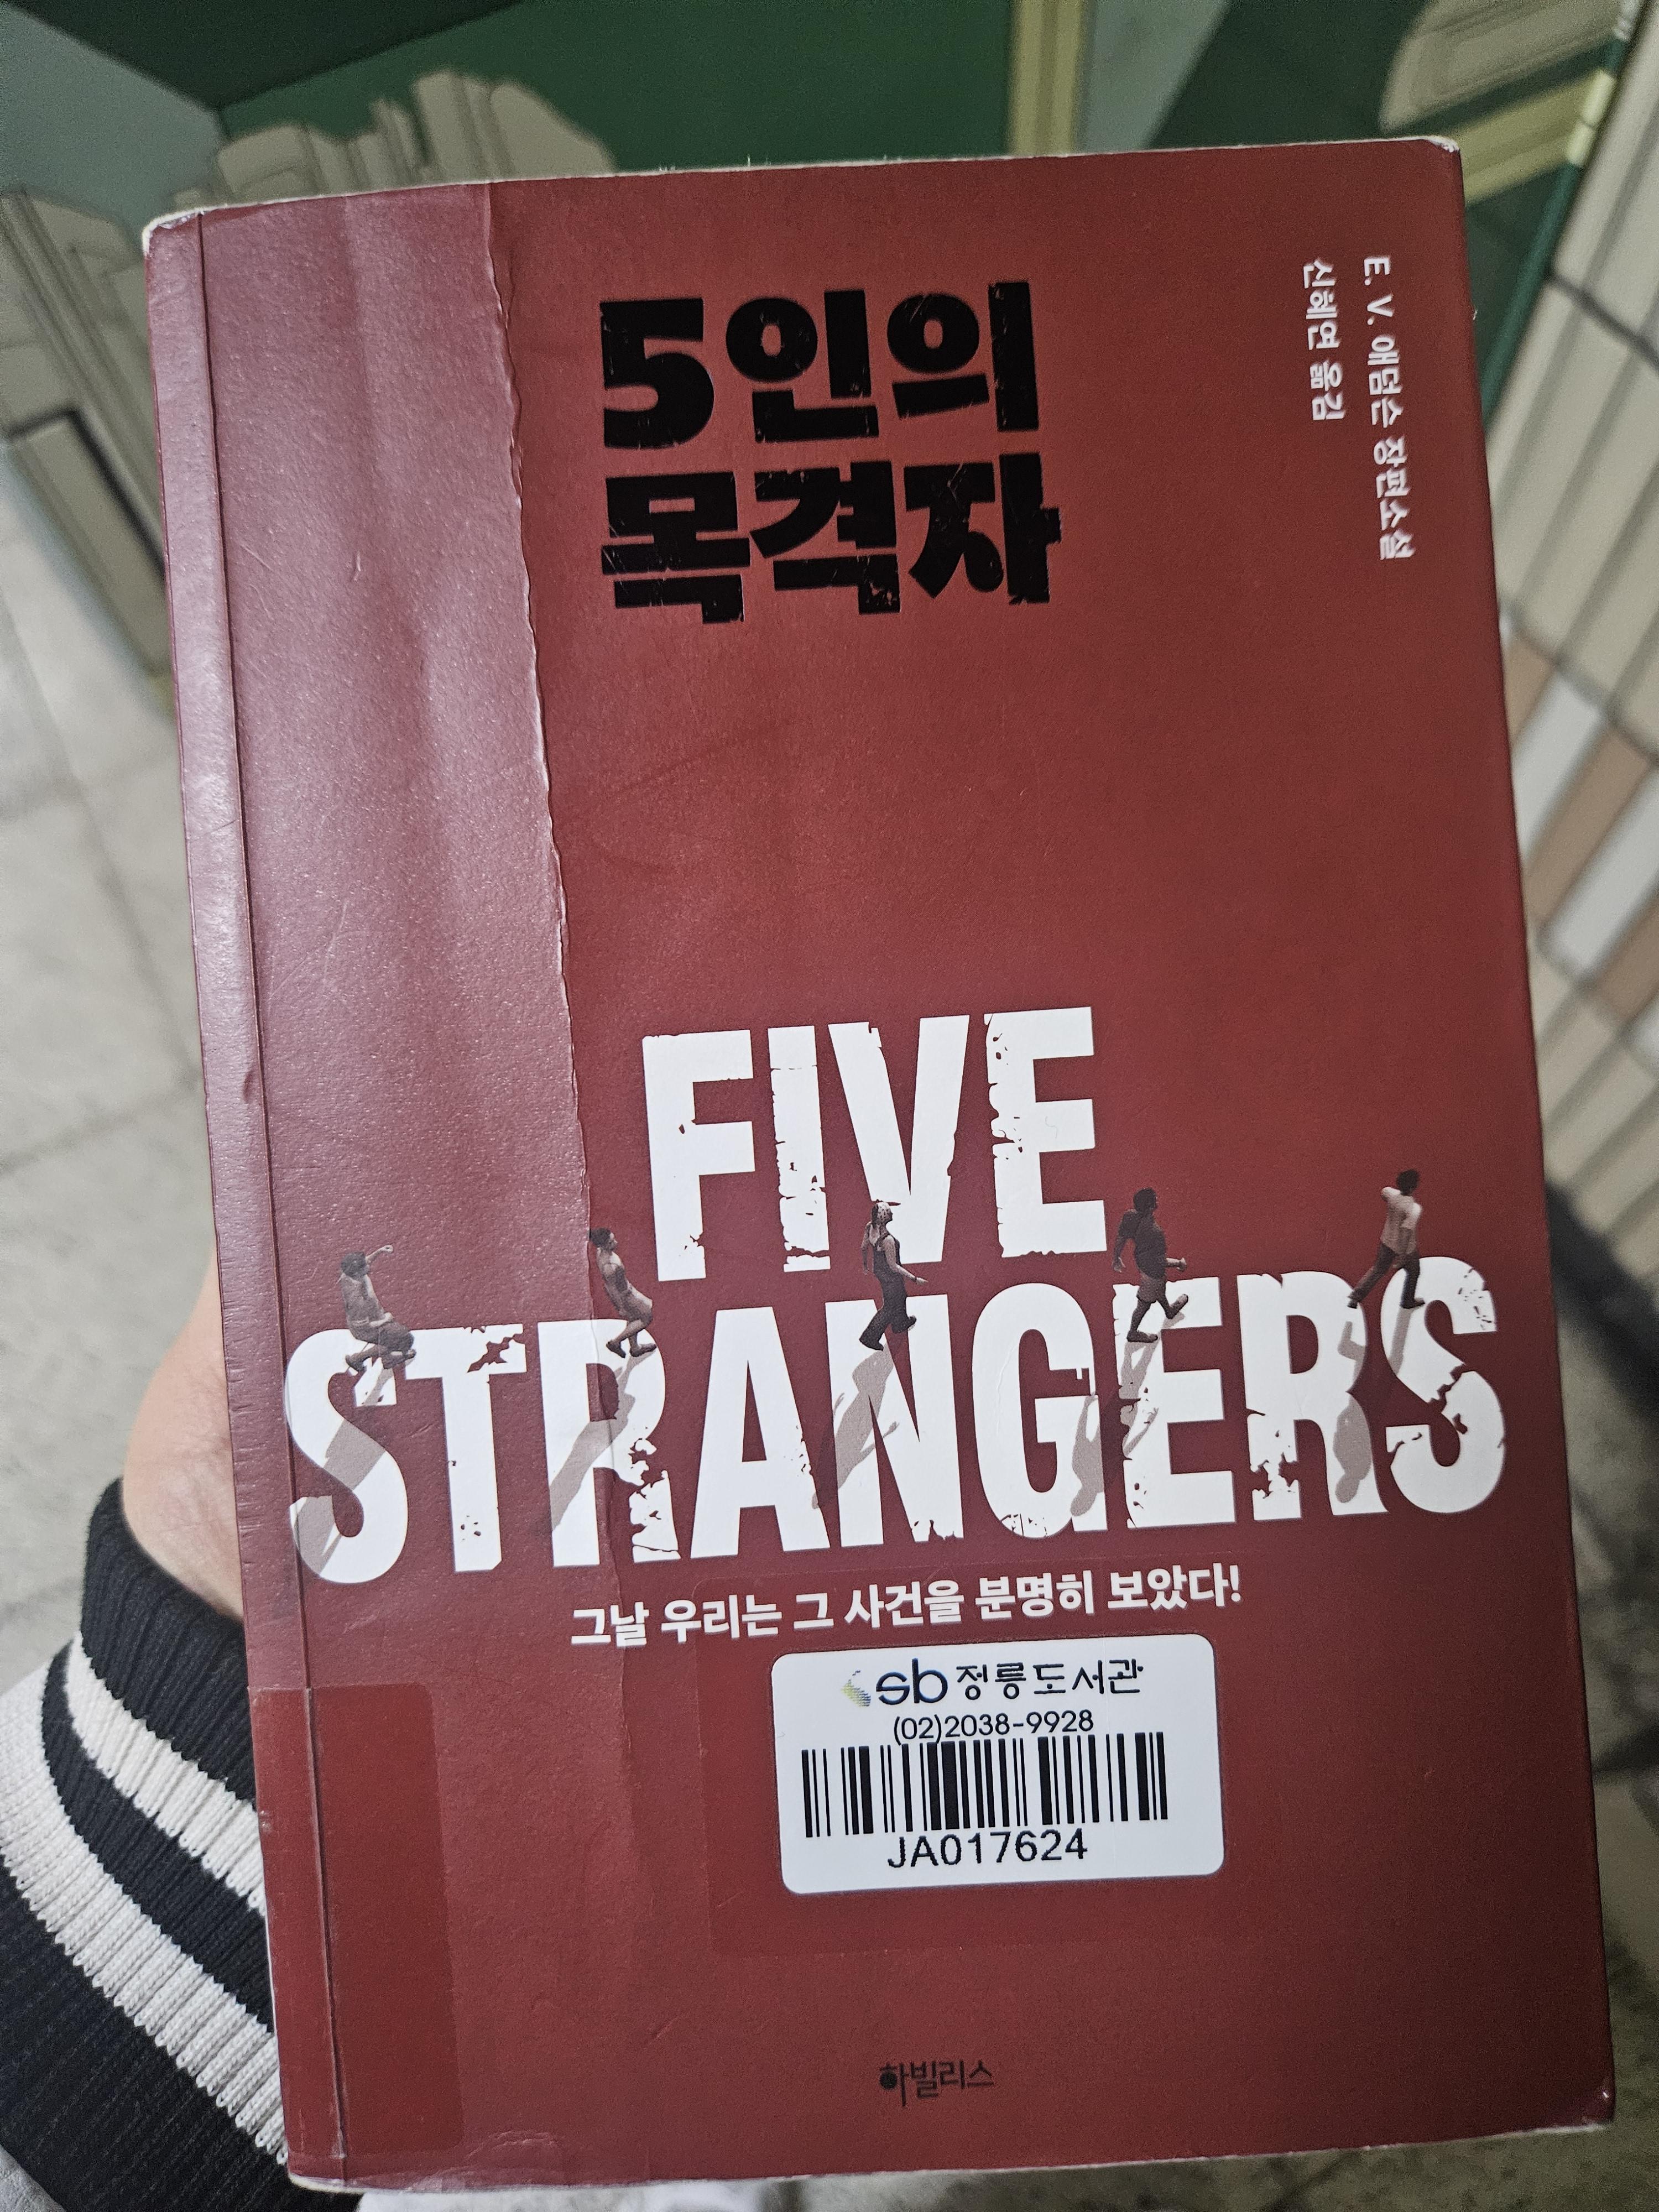 5인의
목격자
E. V. 애덤슨 장편소설
신혜연 옮김
FIVE
STRANGERS
그날 우리는 그 사건을 분명히 보았다!
sb 정릉도서관
(02)2038-9928
JA017624
하빌리스